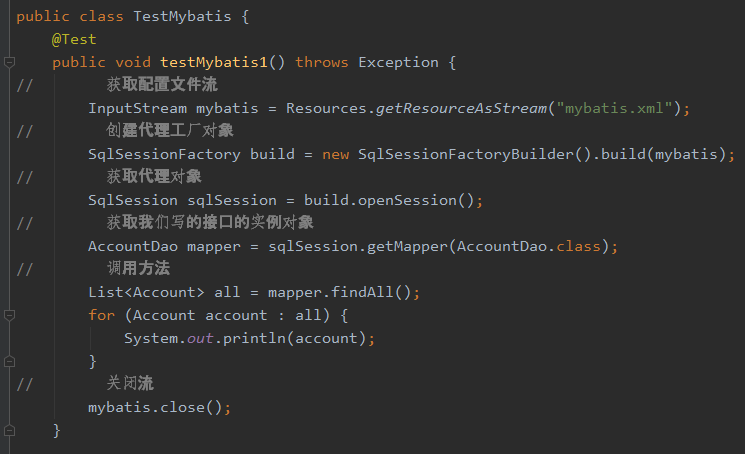 public class TestMybatis {
    @Test
    public void testMybatis1() throws Exception {
//        获取配置文件流
        InputStream mybatis = Resources.getResourceAsStream("mybatis.xml");
//        创建代理工厂对象
        SqlSessionFactory build = new SqlSessionFactoryBuilder().build(mybatis);
//        获取代理对象
        SqlSession sqlSession = build.openSession();
//        获取我们写的接口的实例对象
        AccountDao mapper = sqlSession.getMapper(AccountDao.class);
//        调用方法
        List<Account> all = mapper.findAll();
        for (Account account : all) {
            System.out.println(account);
        }
//        关闭流
        mybatis.close();
    }